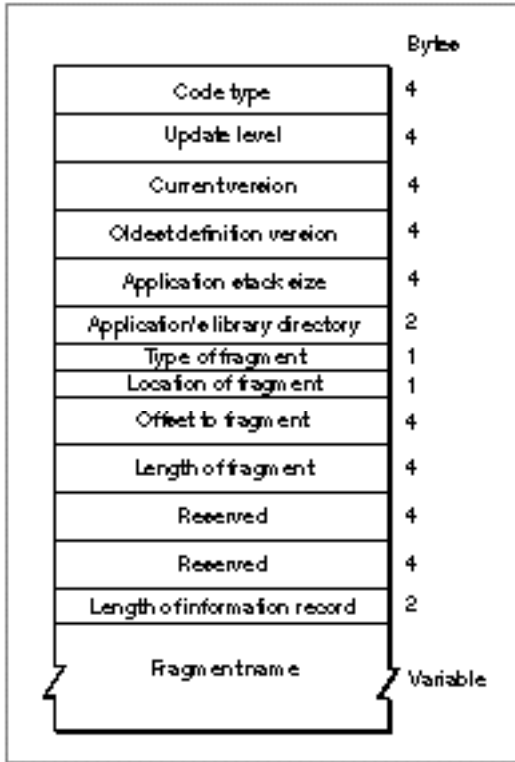 Bytes
Code type 4
Update level 4
Current version 4
Oldest definition version 4
Application stack size 4
Application's library directory 2
Type of fragment 1
Location of fragment 1
Offset to fragment 4
Length of fragment 4
Reserved 4
Reserved 4
Length of information record 2
Fragment name Variable